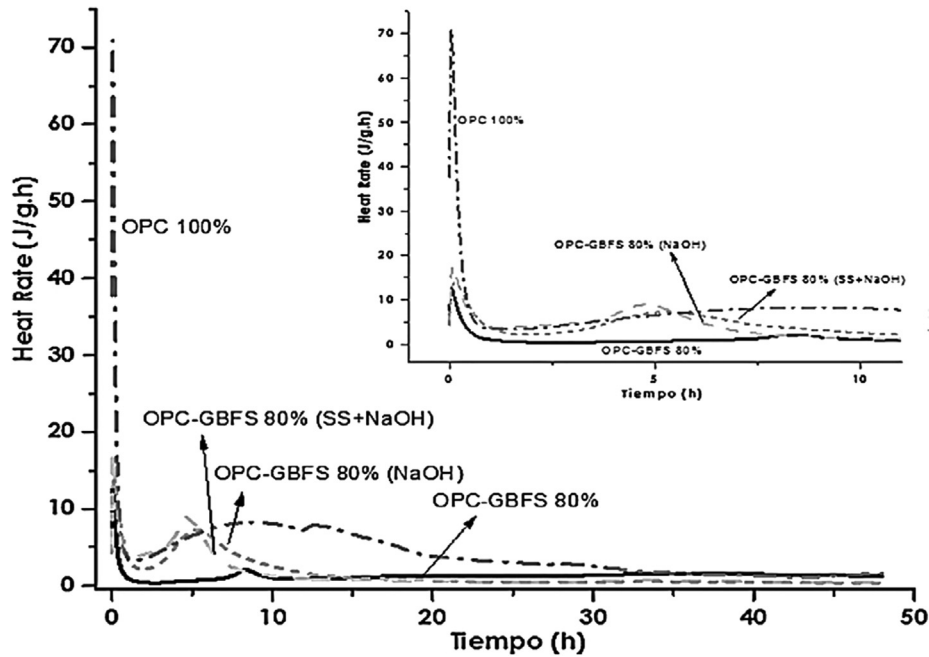 Heat Rate (J/g.h)
70
60
50
40
30
20
10
0
OPC 100%
OPC-GBFS 80% (SS+NaOH)
OPC-GBFS 80% (NaOH)
OPC-GBFS 80%
0
10
20
30
40
50
Tiempo (h)
Heat Rate (J/g.h)
70
60
50
40
30
20
10
0
OPC 100%
OPC-GBFS 80% (NaOH)
OPC-GBFS 80% (SS+NaOH)
OPC-GBFS 80%
0
5
10
Tiempo (h)